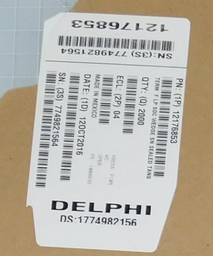 12176853
SN:(3S) 7749821564
PN: (1P) 12176853
QTY: (Q) 2000
ECL: (2P) 04
MADE IN MEXICO
DATE: (1D) 12OCT2016
SN: (3S) 7749821564
DELPHI
DS:1774982156